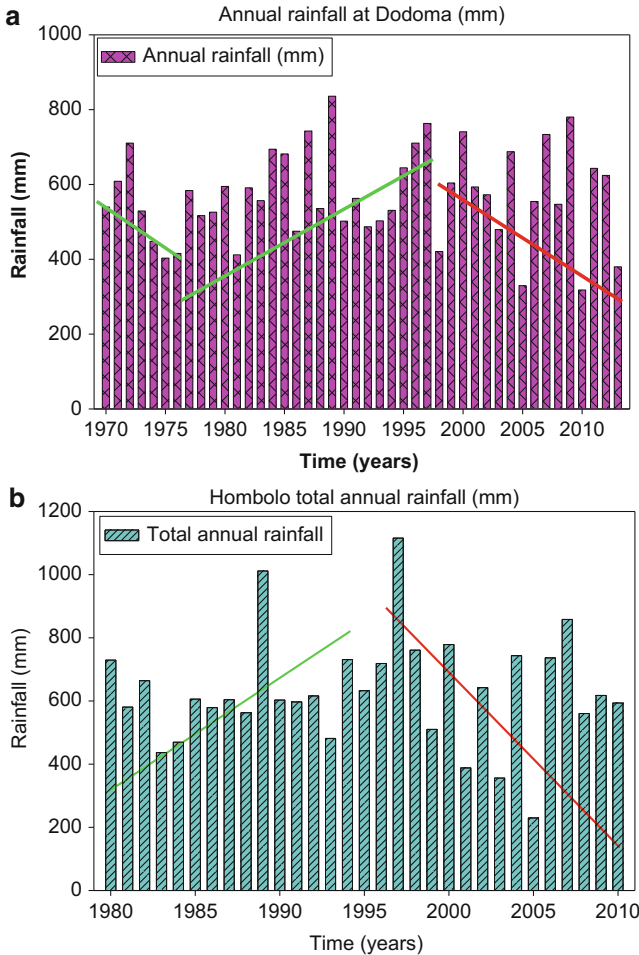 a
Annual rainfall at Dodoma (mm)
1000
Annual rainfall (mm)
800
600
400
200
0
Rainfall (mm)
1970 1975 1980 1985 1990 1995 2000 2005 2010
Time (years)
b
Hombolo total annual rainfall (mm)
1200
Total annual rainfall
1000
800
600
400
200
0
Rainfall (mm)
1980 1985 1990 1995 2000 2005 2010
Time (years)